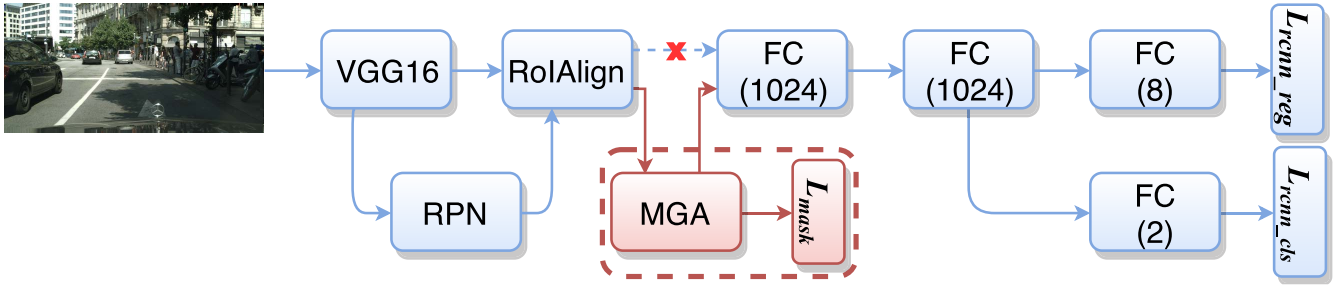 VGG16
RoIAlign
x
FC
(1024)
FC
(1024)
FC
(8)
L_rcnn_reg
RPN
MGA
L_mask
FC
(2)
L_rcnn_cls